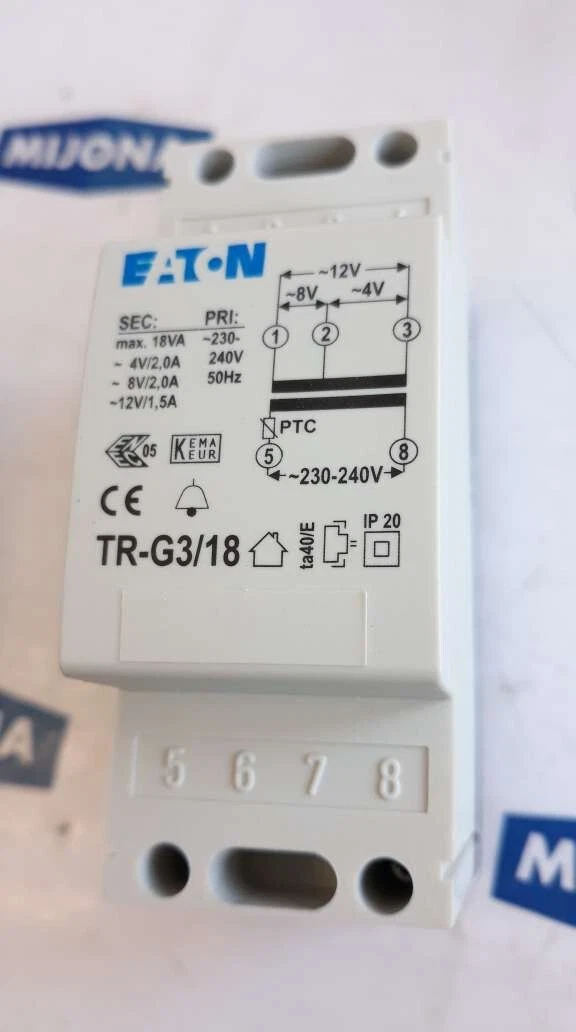 MIJONA
EATON
SEC: PRI:
max. 18VA ~230-
~ 4V/2,0A 240V
~ 8V/2,0A 50Hz
~12V/1,5A
~12V
~8V ~4V
1 2 3
PTC
5 8
~230-240V
05
KEMA
EUR
CE
TR-G3/18
ta40/E
=
IP 20
5 6 7 8
A
M